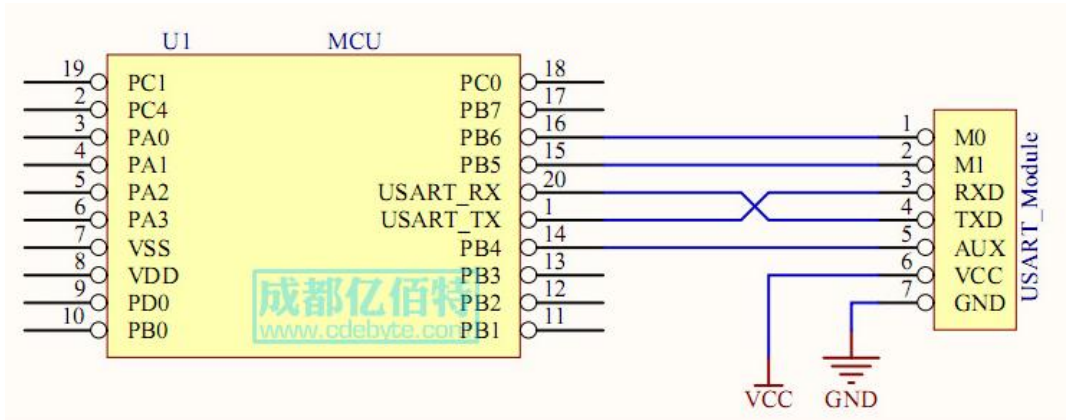 U1 MCU
19 PC1 PC0 18
2 PC4 PB7 17
3 PA0 PB6 16 1 M0
4 PA1 PB5 15 2 M1
5 PA2 USART_RX 20 3 RXD
6 PA3 USART_TX 1 4 TXD
7 VSS PB4 14 5 AUX
8 VDD PB3 13 6 VCC
9 PD0 PB2 12 7 GND
10 PB0 PB1 11
USART_Module
成都亿佰特
www.cdebyte.com
VCC GND